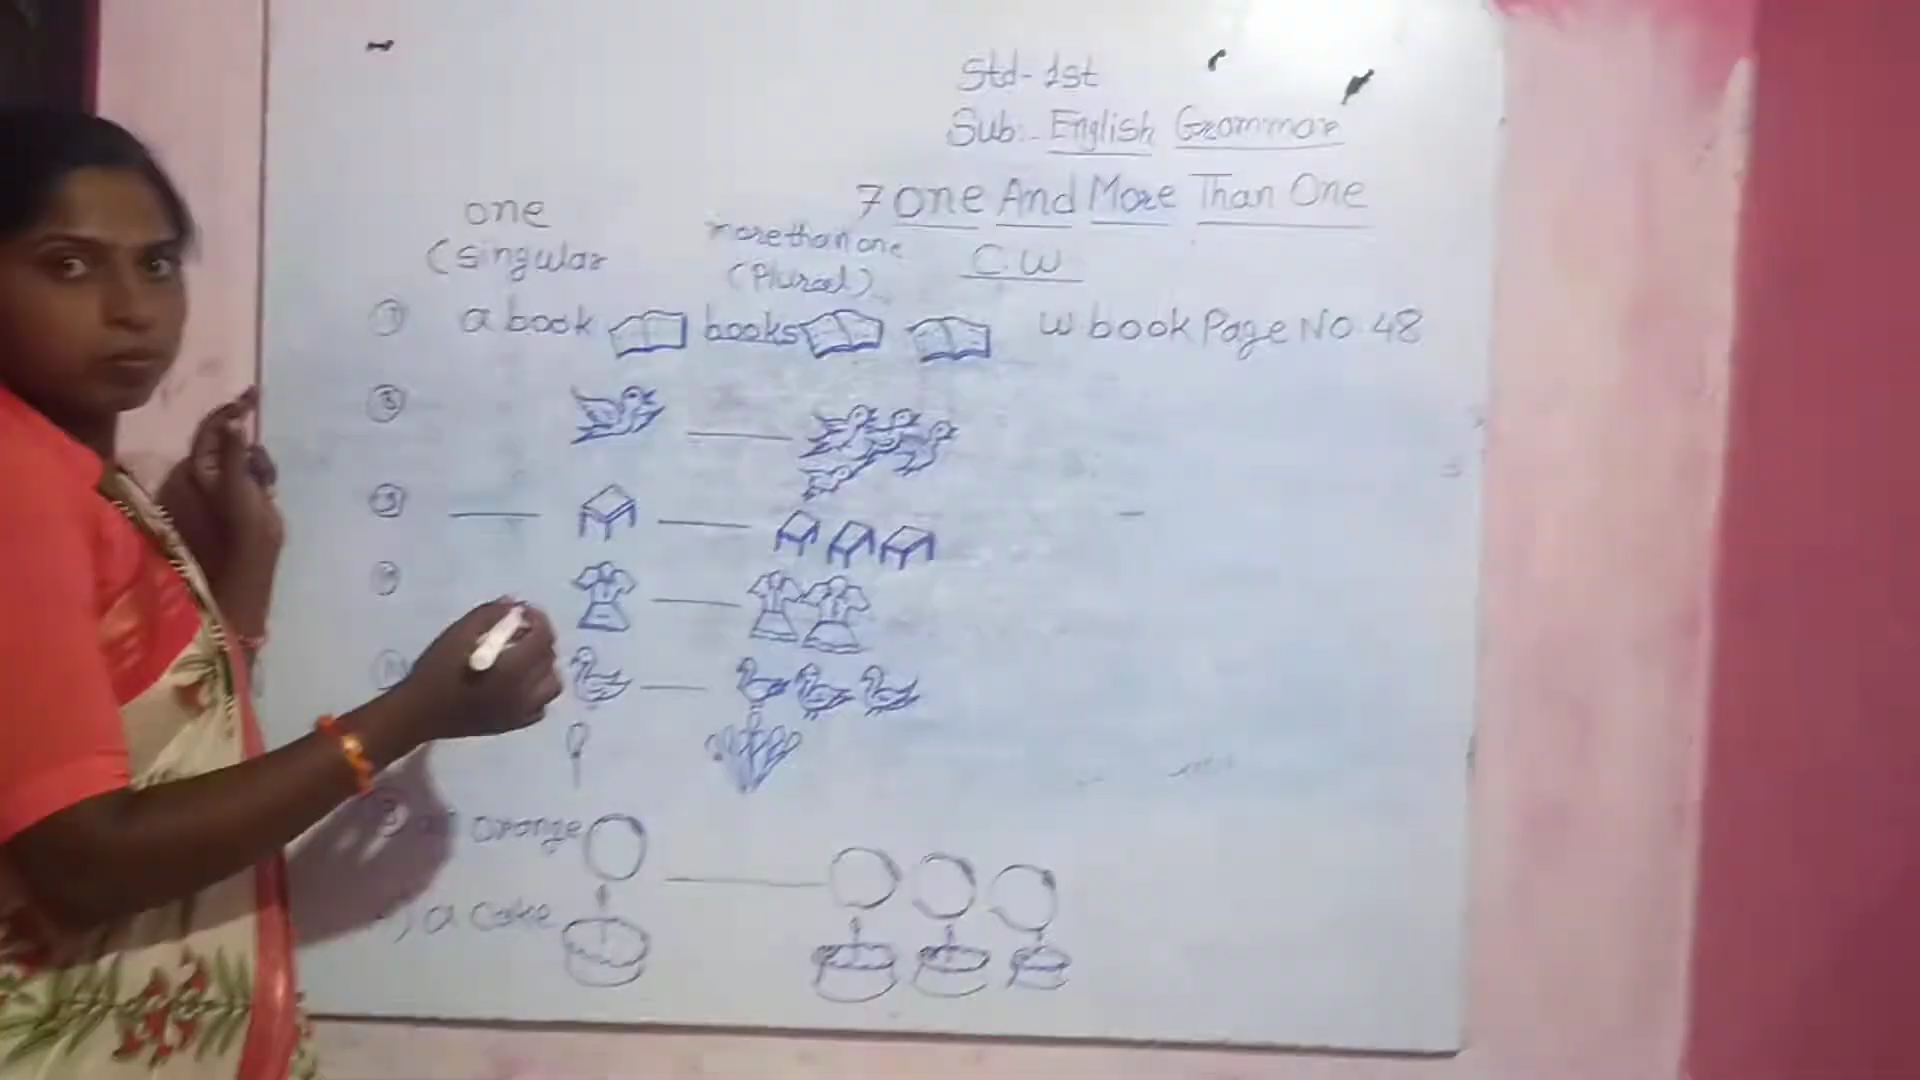 Std- 1st
Sub:- English Grammar
7 One And More Than One
one
more than one
(singular
(Plural)
C.W
① a book books W book Page No. 48
orange
a cake